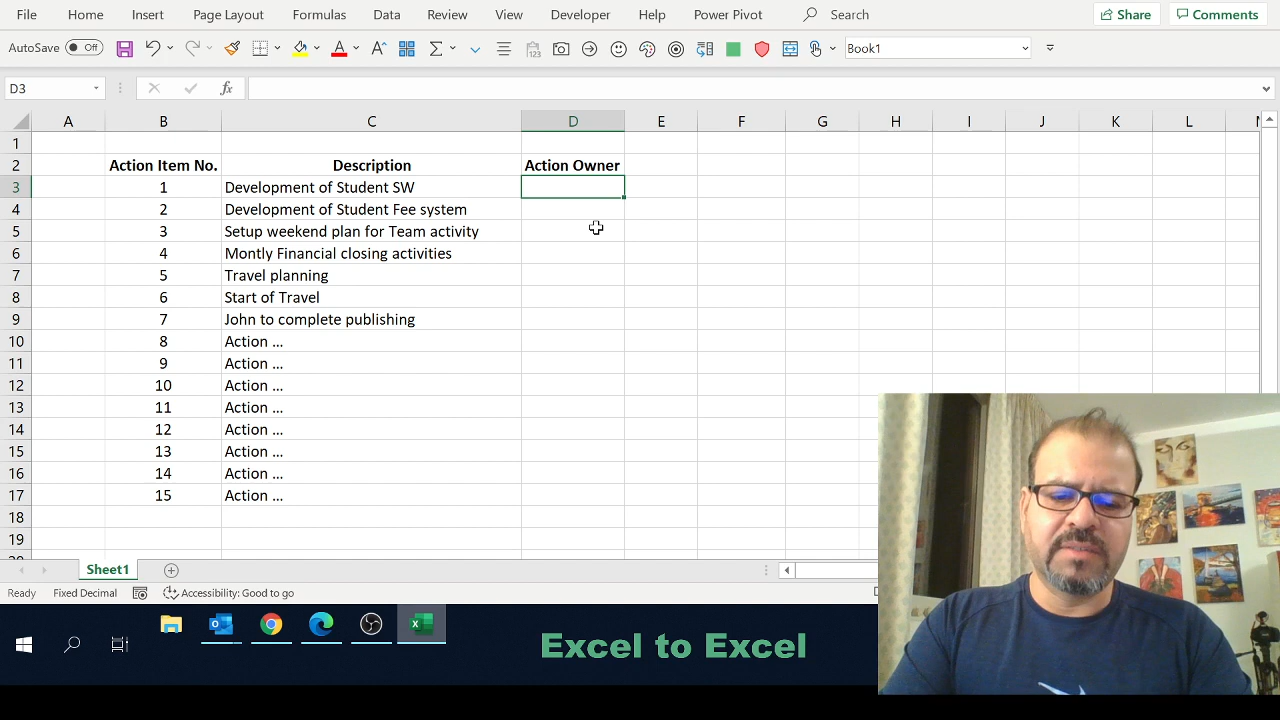 File Home Insert Page Layout Formulas Data Review View Developer Help Power Pivot Search Share Comments
AutoSave Off Book1
D3 fx
A B C D E F G H I J K L
1
2 Action Item No. Description Action Owner
3 1 Development of Student SW
4 2 Development of Student Fee system
5 3 Setup weekend plan for Team activity
6 4 Montly Financial closing activities
7 5 Travel planning
8 6 Start of Travel
9 7 John to complete publishing
10 8 Action ...
11 9 Action ...
12 10 Action ...
13 11 Action ...
14 12 Action ...
15 13 Action ...
16 14 Action ...
17 15 Action ...
18
19
Sheet1
Ready Fixed Decimal Accessibility: Good to go
Excel to Excel